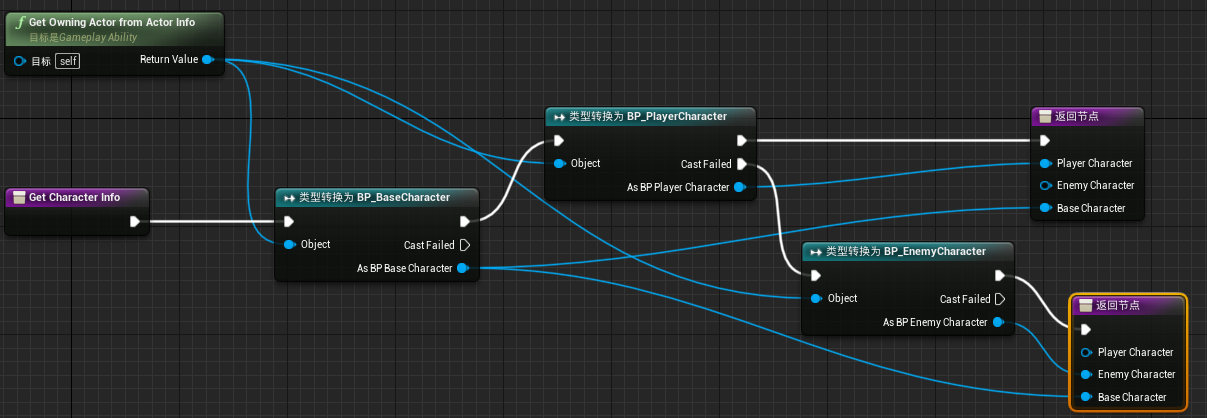 Get Owning Actor from Actor Info
目标是Gameplay Ability
目标 self
Return Value
Get Character Info
类型转换为 BP_BaseCharacter
Object
Cast Failed
As BP Base Character
类型转换为 BP_PlayerCharacter
Object
Cast Failed
As BP Player Character
类型转换为 BP_EnemyCharacter
Object
Cast Failed
As BP Enemy Character
返回节点
Player Character
Enemy Character
Base Character
返回节点
Player Character
Enemy Character
Base Character